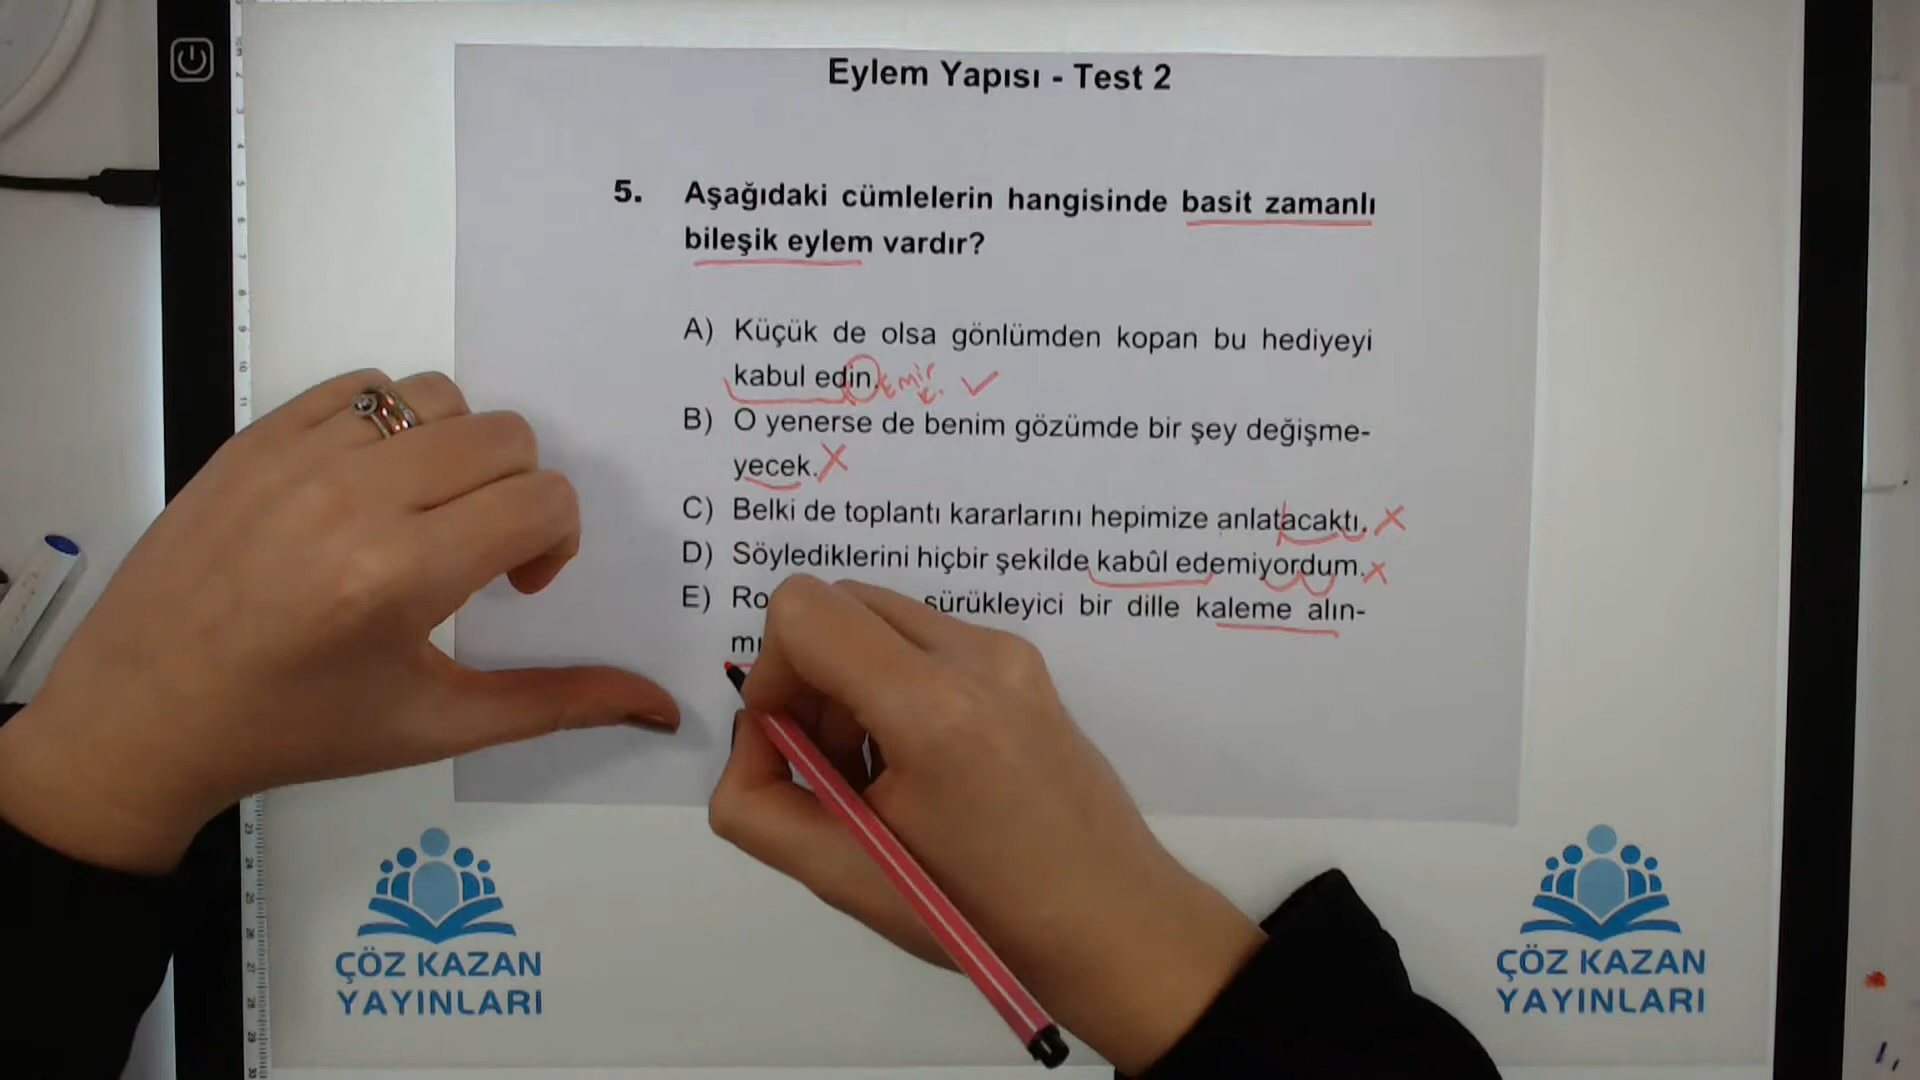 Eylem Yapısı - Test 2
5. Aşağıdaki cümlelerin hangisinde basit zamanlı
bileşik eylem vardır?
A) Küçük de olsa gönlümden kopan bu hediyeyi
kabul edin. emir
B) O yenerse de benim gözümde bir şey değişme-
yecek.
C) Belki de toplantı kararlarını hepimize anlatacaktı.
D) Söylediklerini hiçbir şekilde kabûl edemiyordum.
E) sürükleyici bir dille kaleme alın-
ÇÖZ KAZAN
YAYINLARI
ÇÖZ KAZAN
YAYINLARI